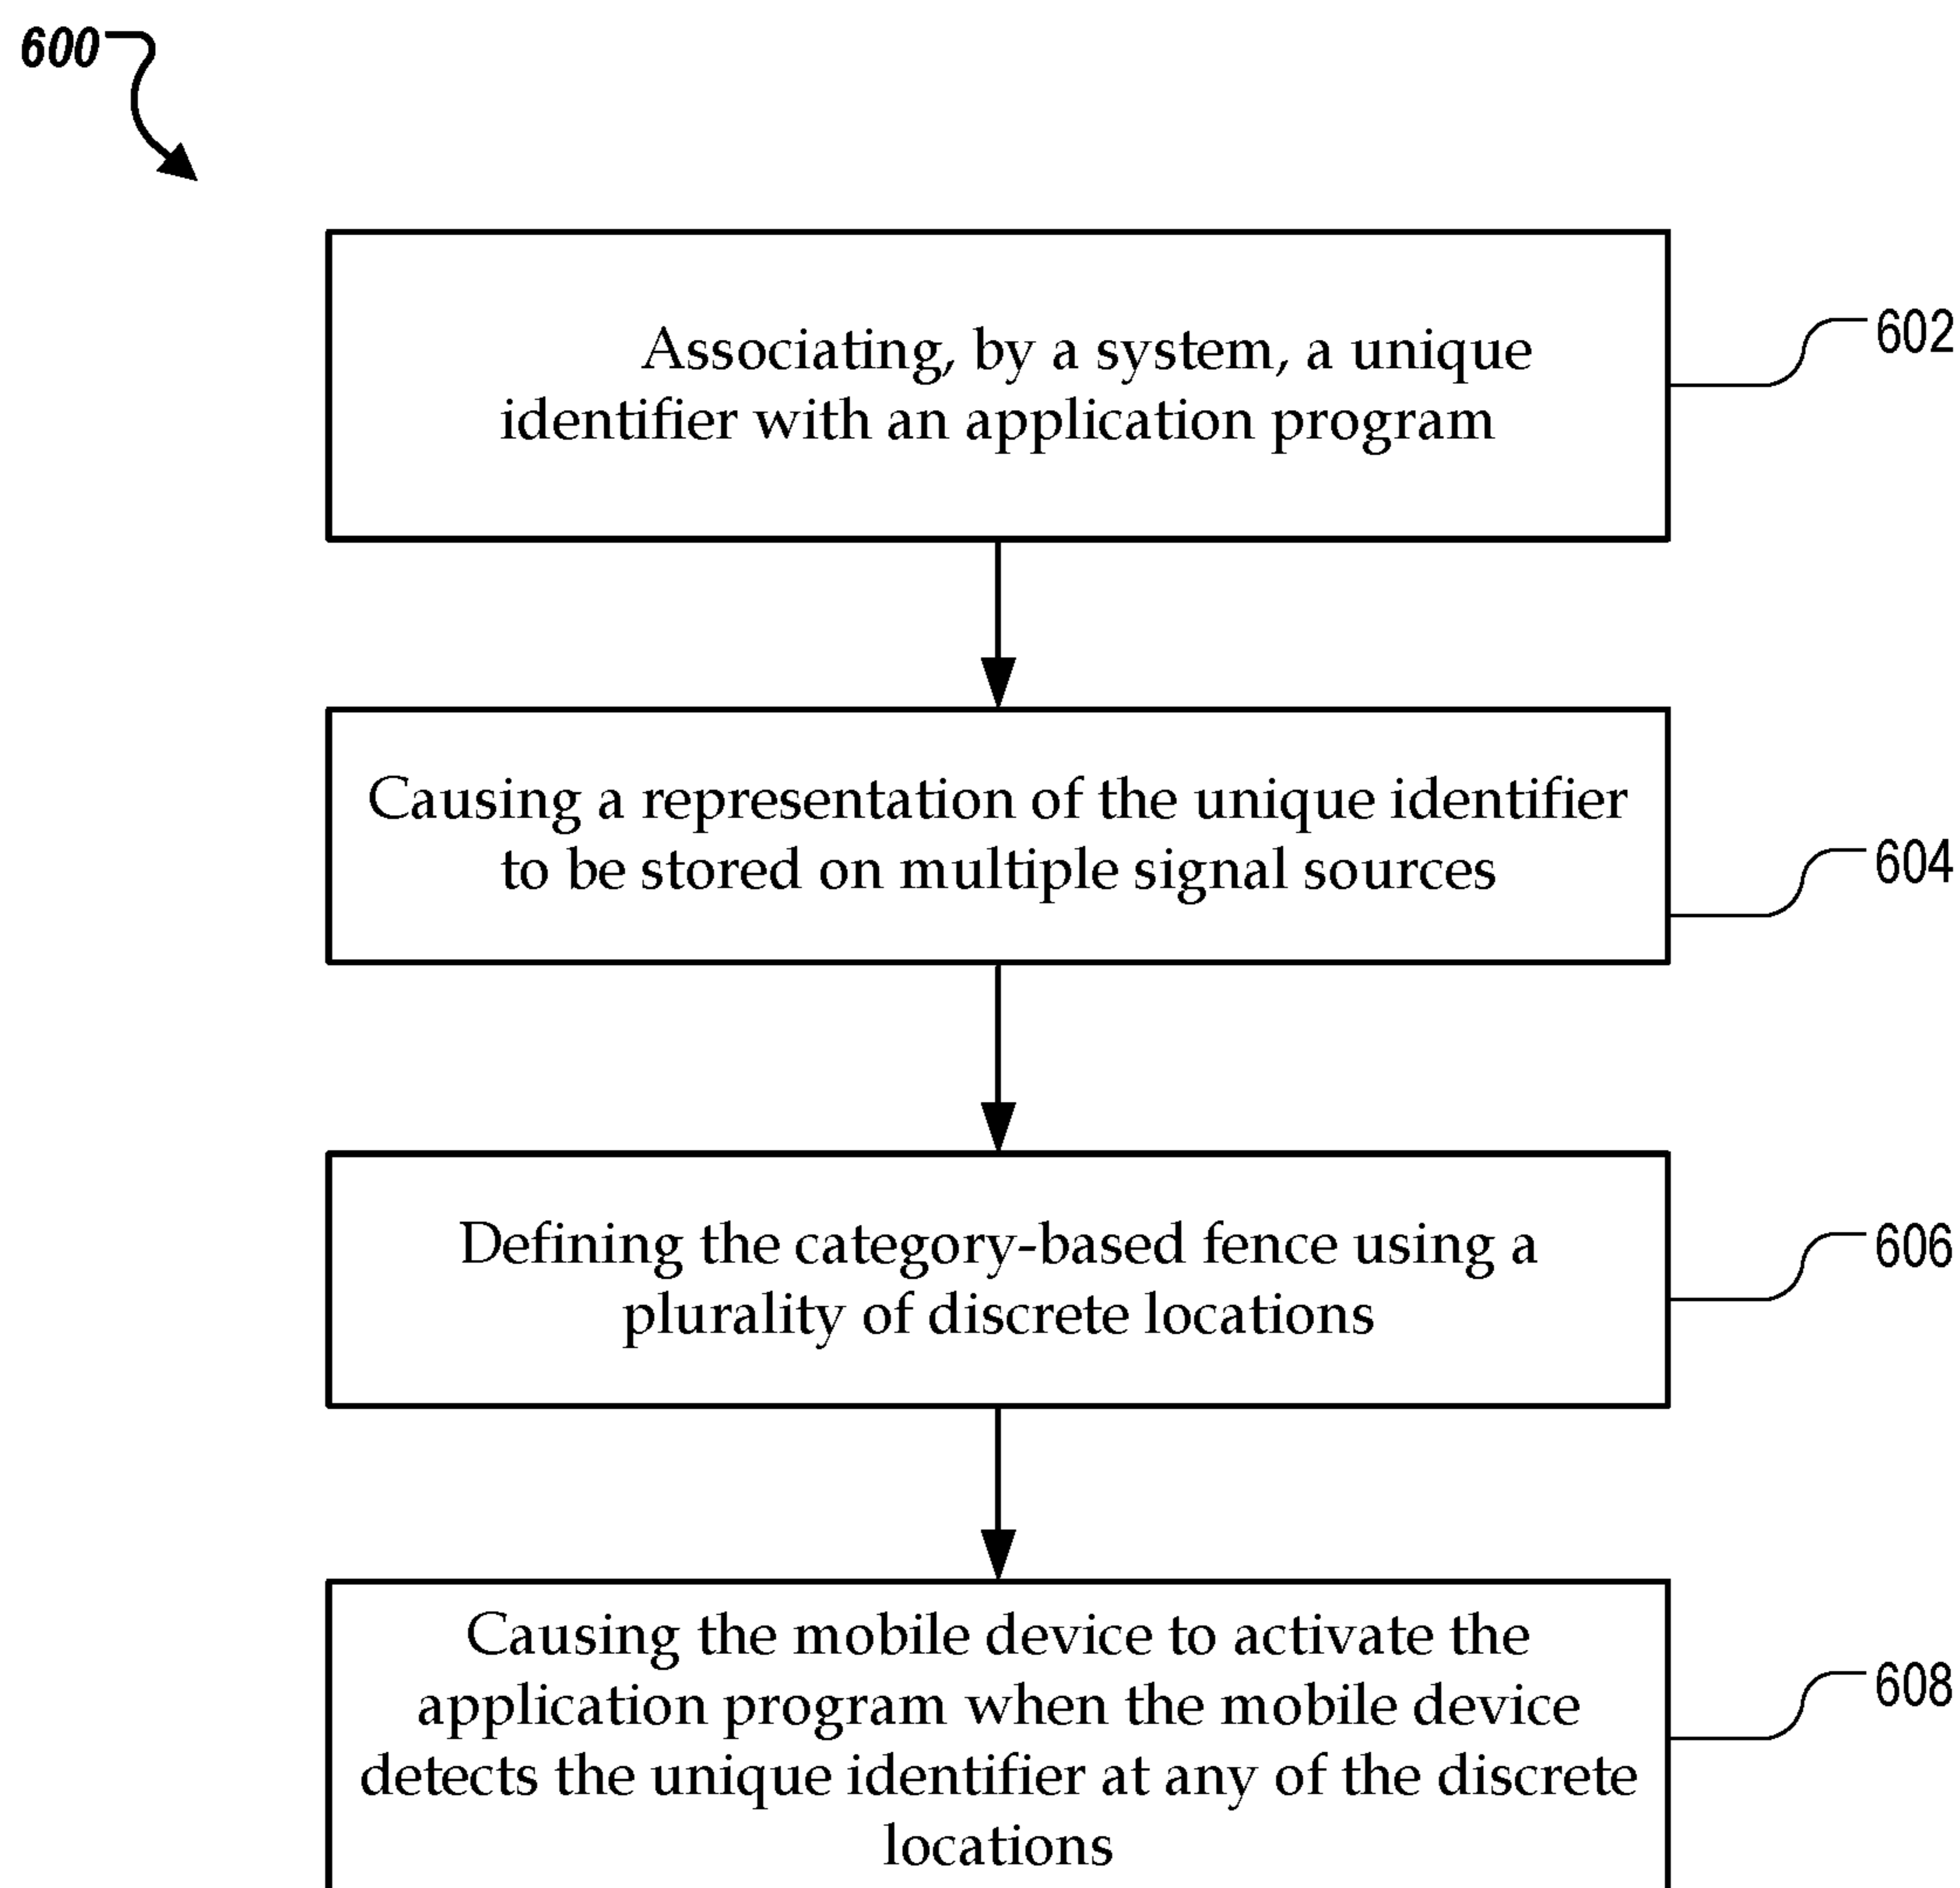 600
Associating, by a system, a unique
identifier with an application program
602
Causing a representation of the unique identifier
to be stored on multiple signal sources
604
Defining the category-based fence using a
plurality of discrete locations
606
Causing the mobile device to activate the
application program when the mobile device
detects the unique identifier at any of the discrete
locations
608